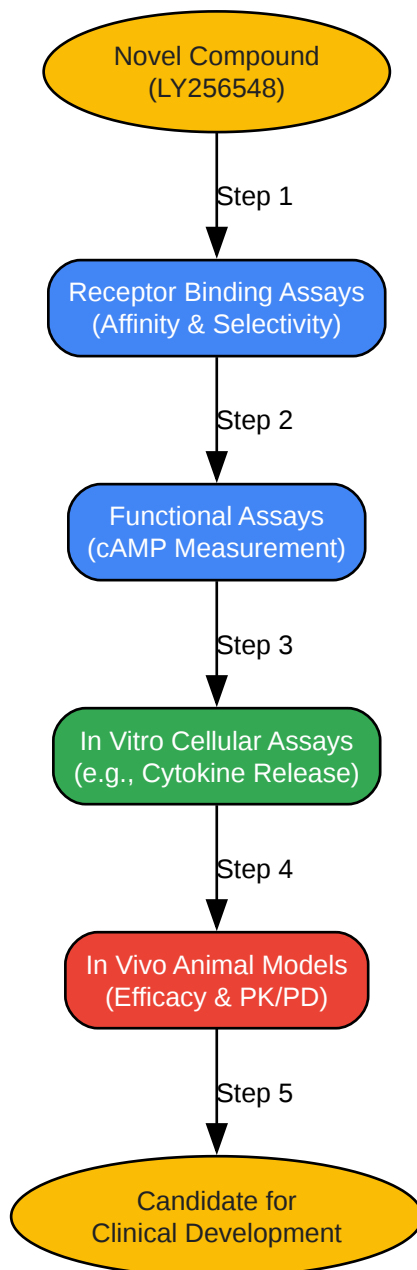 Novel Compound
(LY256548)
Step 1
Receptor Binding Assays
(Affinity & Selectivity)
Step 2
Functional Assays
(cAMP Measurement)
Step 3
In Vitro Cellular Assays
(e.g., Cytokine Release)
Step 4
In Vivo Animal Models
(Efficacy & PK/PD)
Step 5
Candidate for
Clinical Development